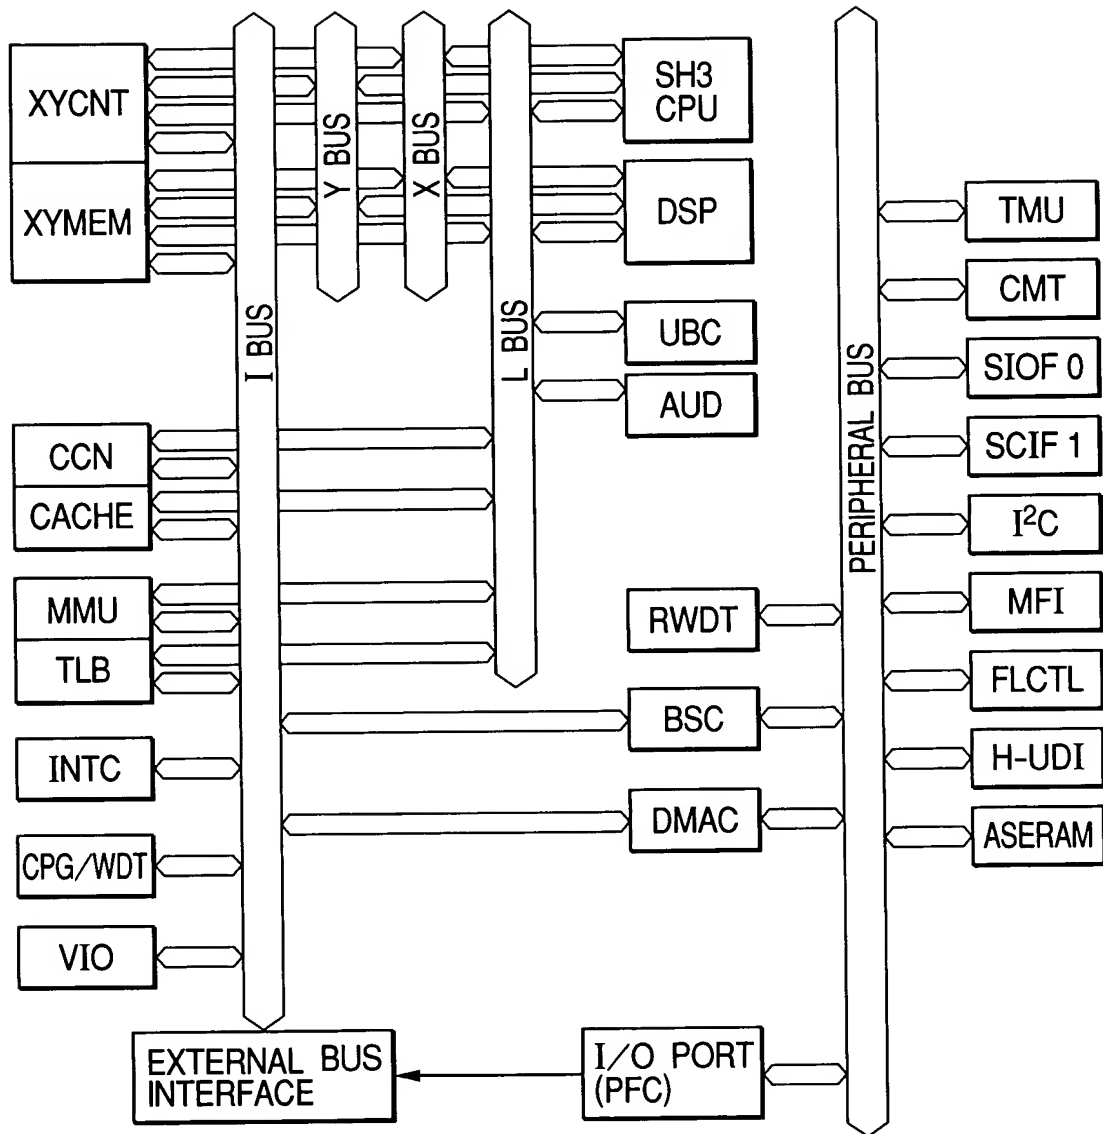 XYCNT
XYMEM
Y BUS
X BUS
SH3
CPU
DSP
TMU
CMT
I BUS
L BUS
UBC
AUD
PERIPHERAL BUS
SIOF 0
SCIF 1
CCN
CACHE
I²C
MMU
TLB
RWDT
MFI
FLCTL
BSC
INTC
H-UDI
DMAC
ASERAM
CPG/WDT
VIO
EXTERNAL BUS
INTERFACE
I/O PORT
(PFC)